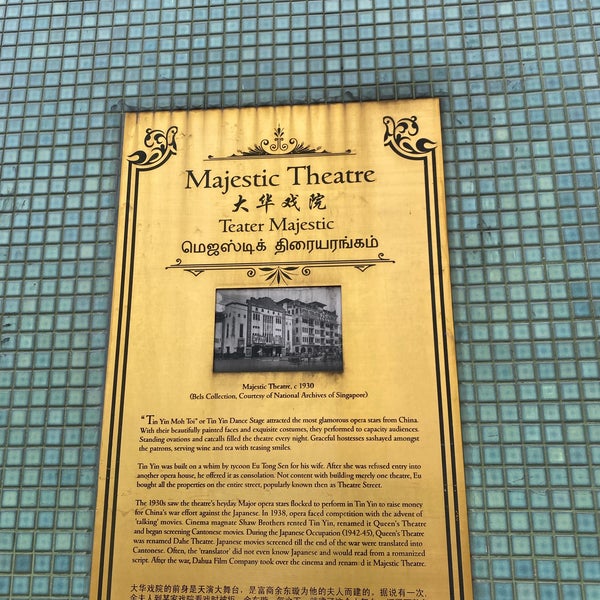 Majestic Theatre
大华戏院
Teater Majestic
மெஜஸ்டிக் திரையரங்கம்
Majestic Theatre, c 1930
(Bels Collection, Courtesy of National Archives of Singapore)
"Tin Yin Moh Toi" or Tin Yin Dance Stage attracted the most glamorous opera stars from China.
With their beautifully painted faces and exquisite costumes, they performed to capacity audiences.
Standing ovations and catcalls filled the theatre every night. Graceful hostesses sashayed amongst
the patrons, serving wine and tea with teasing smiles.
Tin Yin was built on a whim by tycoon Eu Tong Sen for his wife. After she was refused entry into
another opera house, he offered it as consolation. Not content with building merely one theatre, Eu
bought all the properties on the entire street, popularly known then as Theatre Street.
The 1930s saw the theatre's heyday. Major opera stars flocked to perform in Tin Yin to raise money
for China's war effort against the Japanese. In 1938, opera faced competition with the advent of
'talking' movies. Cinema magnate Shaw Brothers rented Tin Yin, renamed it Queen's Theatre
and began screening Cantonese movies. During the Japanese Occupation (1942-45), Queen's Theatre
was renamed Dahe Theatre. Japanese movies screened till the end of the war were translated into
Cantonese. Often, the 'translator' did not even know Japanese and would read from a romanized
script. After the war, Dahua Film Company took over the cinema and renamed it Majestic Theatre.
大华戏院的前身是天演大舞台，是富商余东璇为他的夫人而建的。据说有一次，